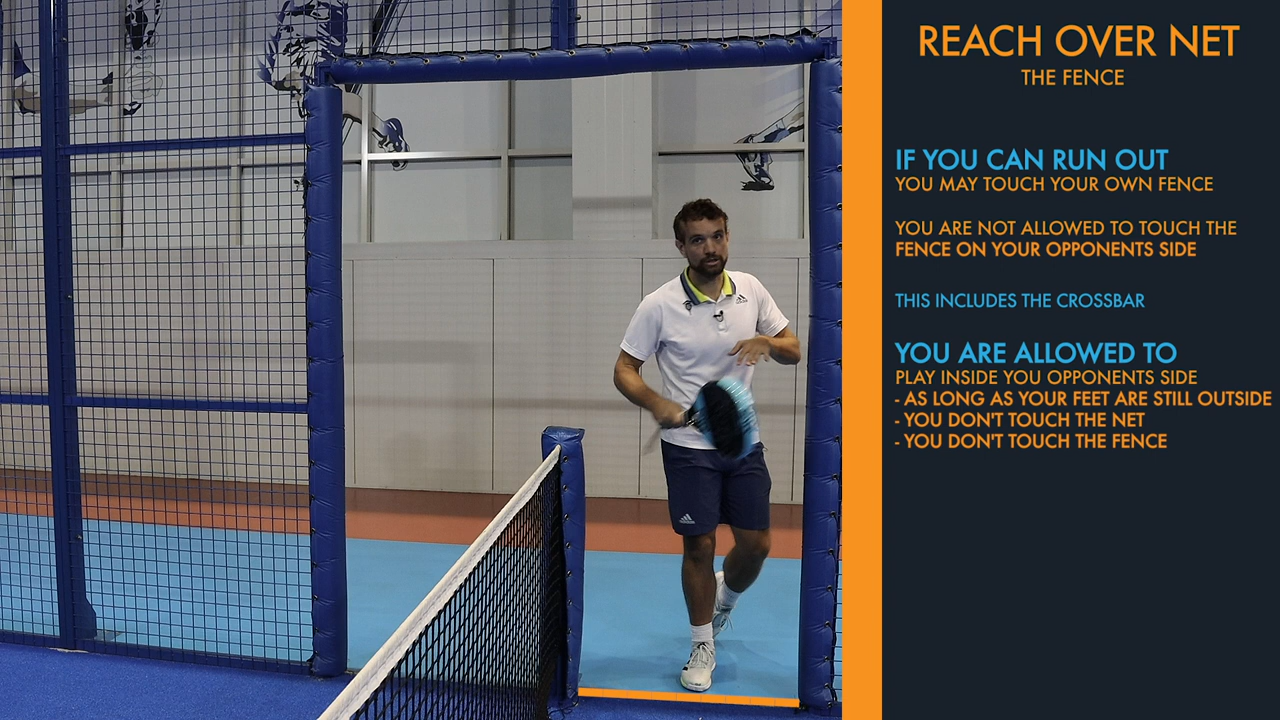 REACH OVER NET
THE FENCE
IF YOU CAN RUN OUT
YOU MAY TOUCH YOUR OWN FENCE
YOU ARE NOT ALLOWED TO TOUCH THE
FENCE ON YOUR OPPONENTS SIDE
THIS INCLUDES THE CROSSBAR
YOU ARE ALLOWED TO
PLAY INSIDE YOU OPPONENTS SIDE
- AS LONG AS YOUR FEET ARE STILL OUTSIDE
- YOU DON'T TOUCH THE NET
- YOU DON'T TOUCH THE FENCE